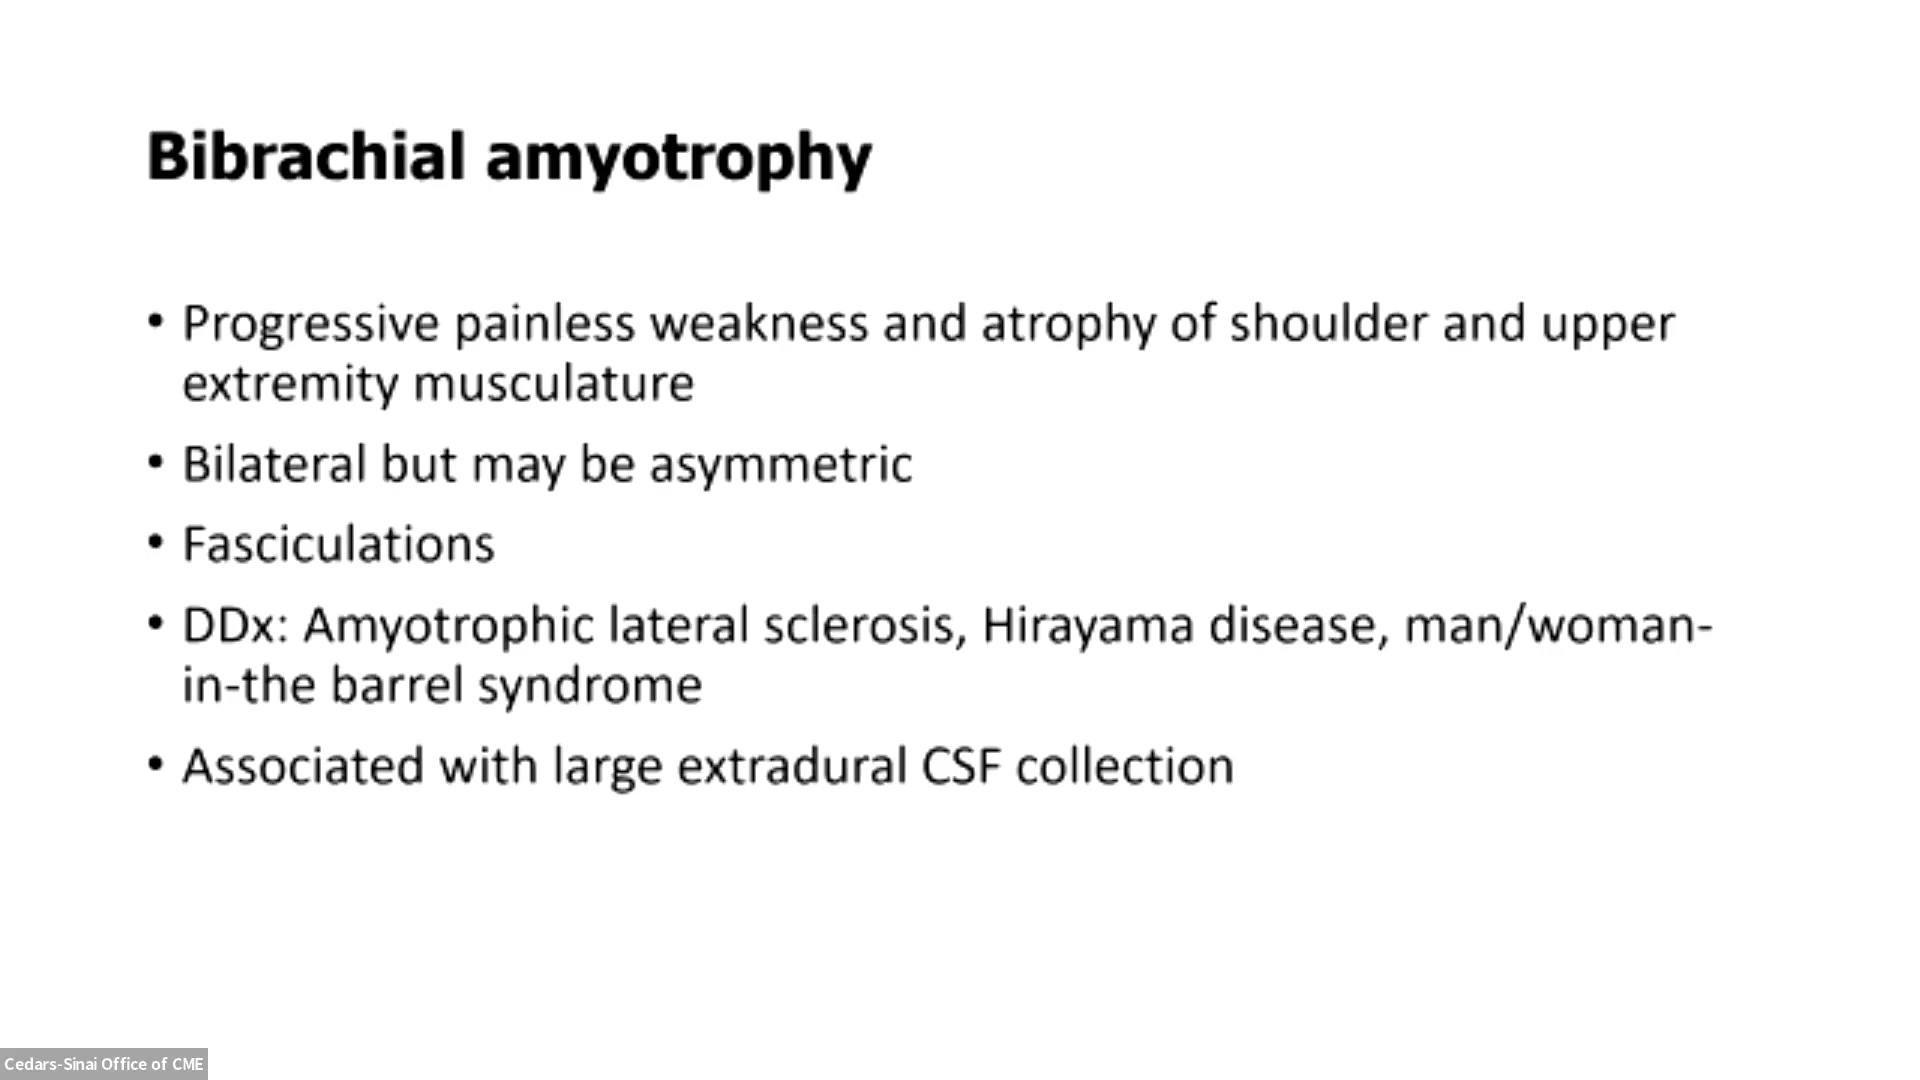 Bibrachial amyotrophy
• Progressive painless weakness and atrophy of shoulder and upper
extremity musculature
• Bilateral but may be asymmetric
• Fasciculations
• DDx: Amyotrophic lateral sclerosis, Hirayama disease, man/woman-
in-the barrel syndrome
• Associated with large extradural CSF collection
Cedars-Sinai Office of CME